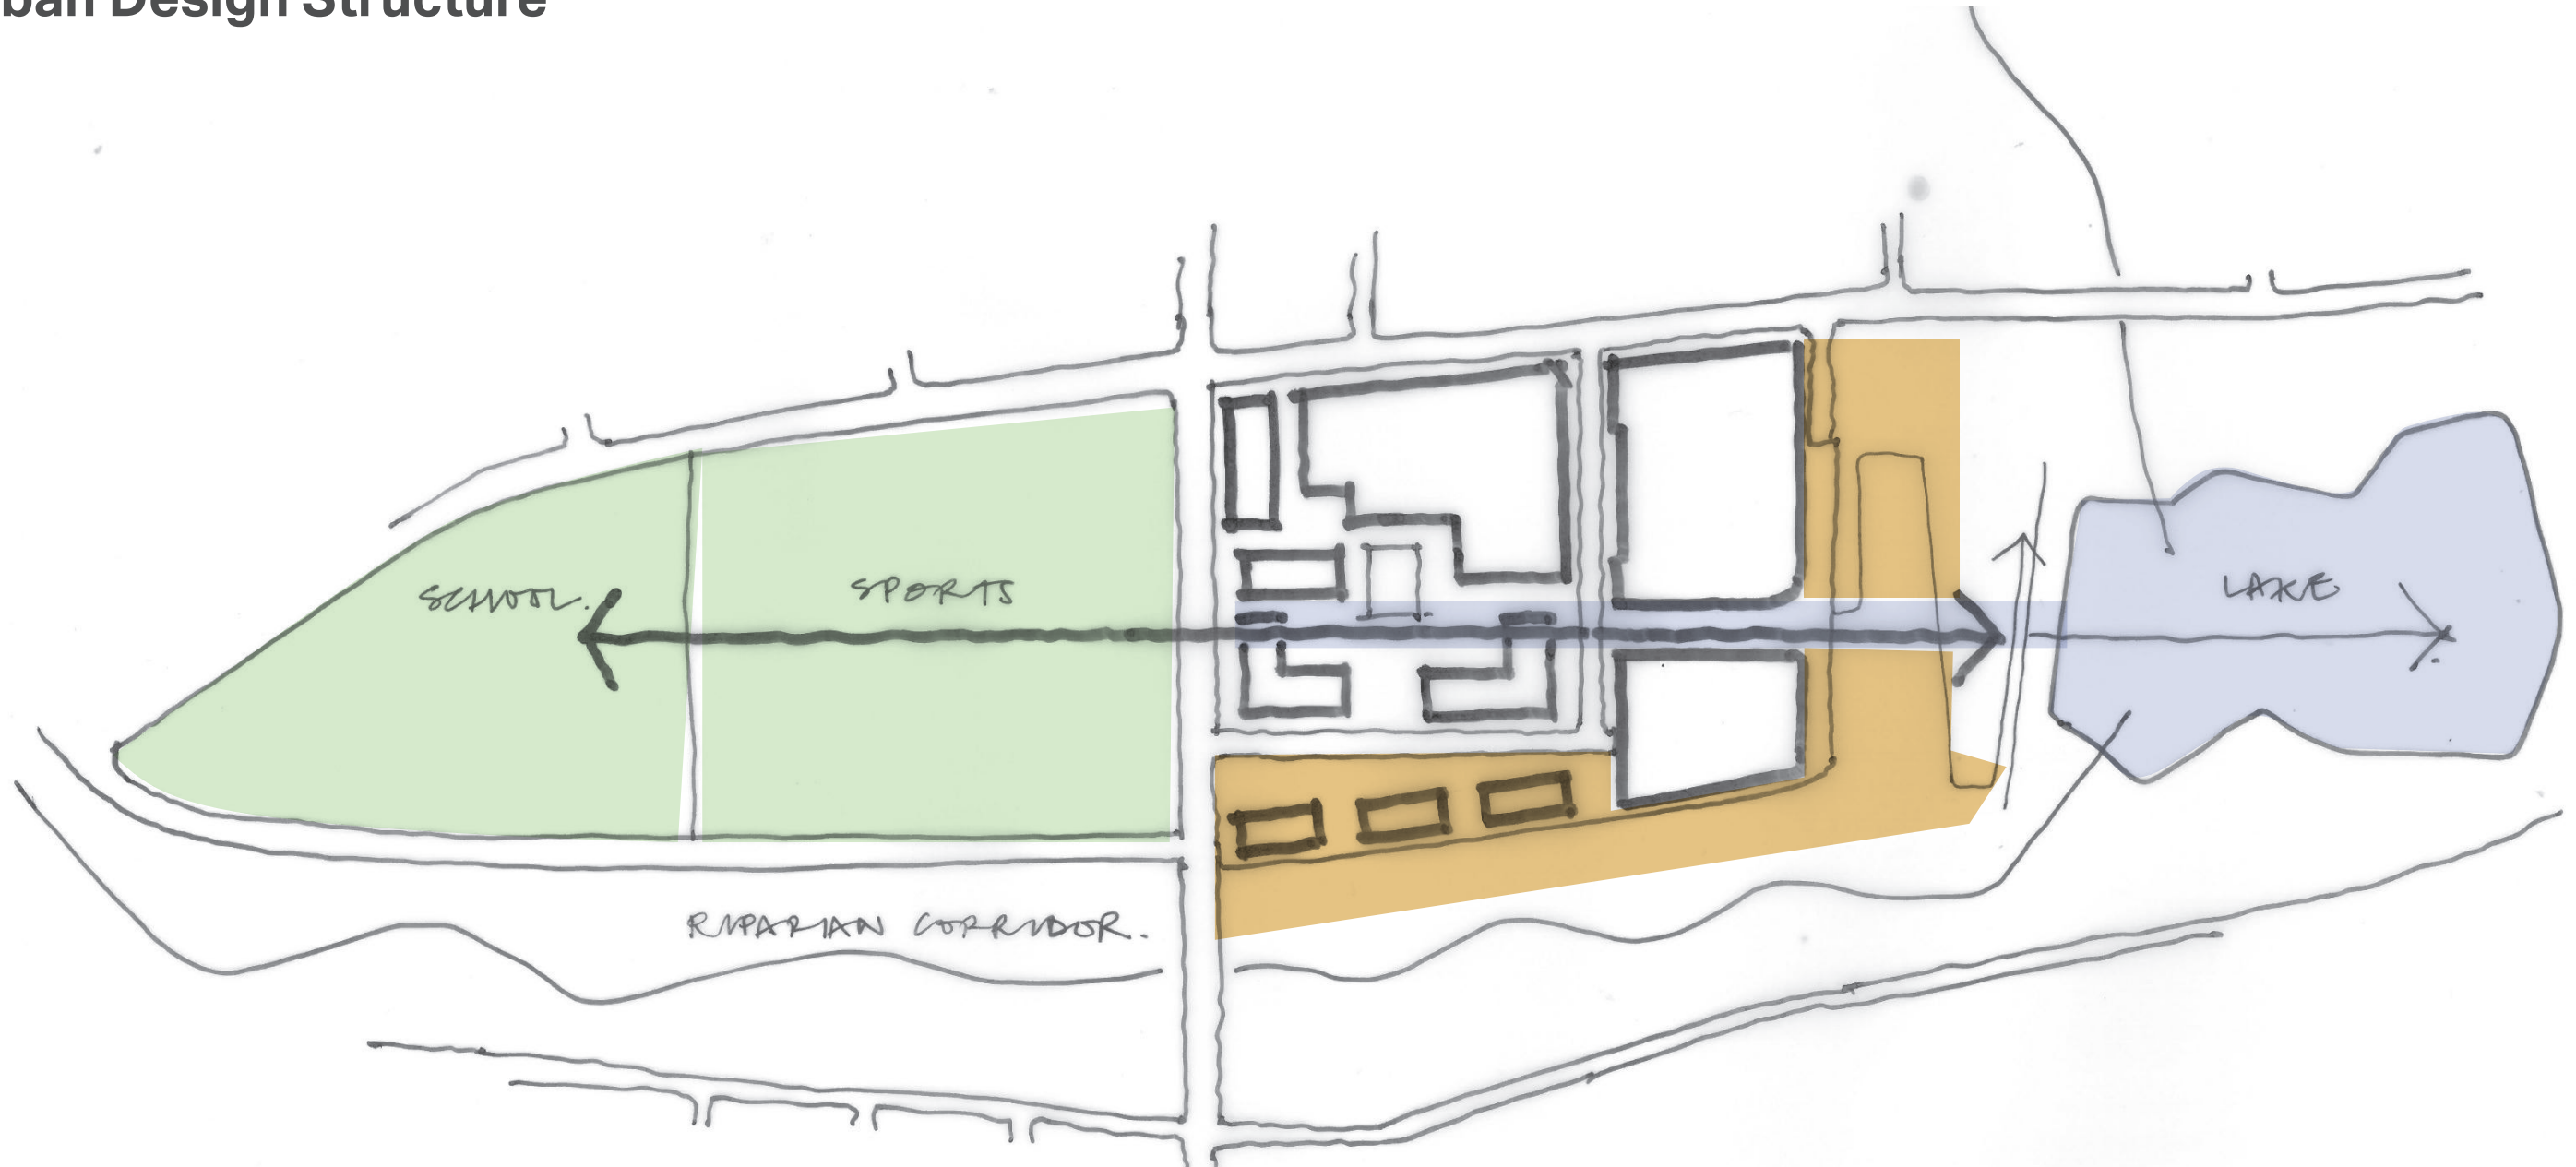 ban Design Structure
SCHOOL.
SPORTS
LAKE
RIPARIAN CORRIDOR.